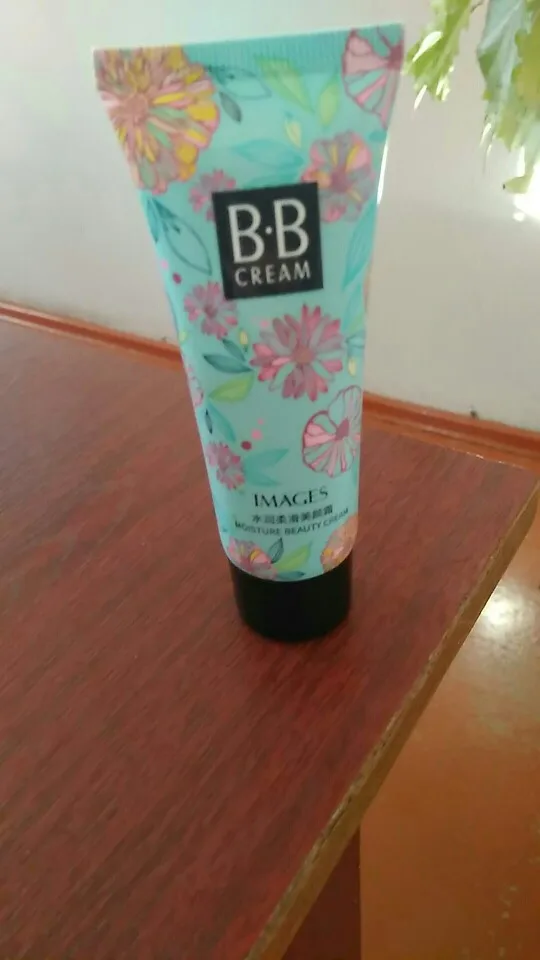 B·B
CREAM
IMAGES
水润柔滑美颜霜
MOISTURE BEAUTY CREAM